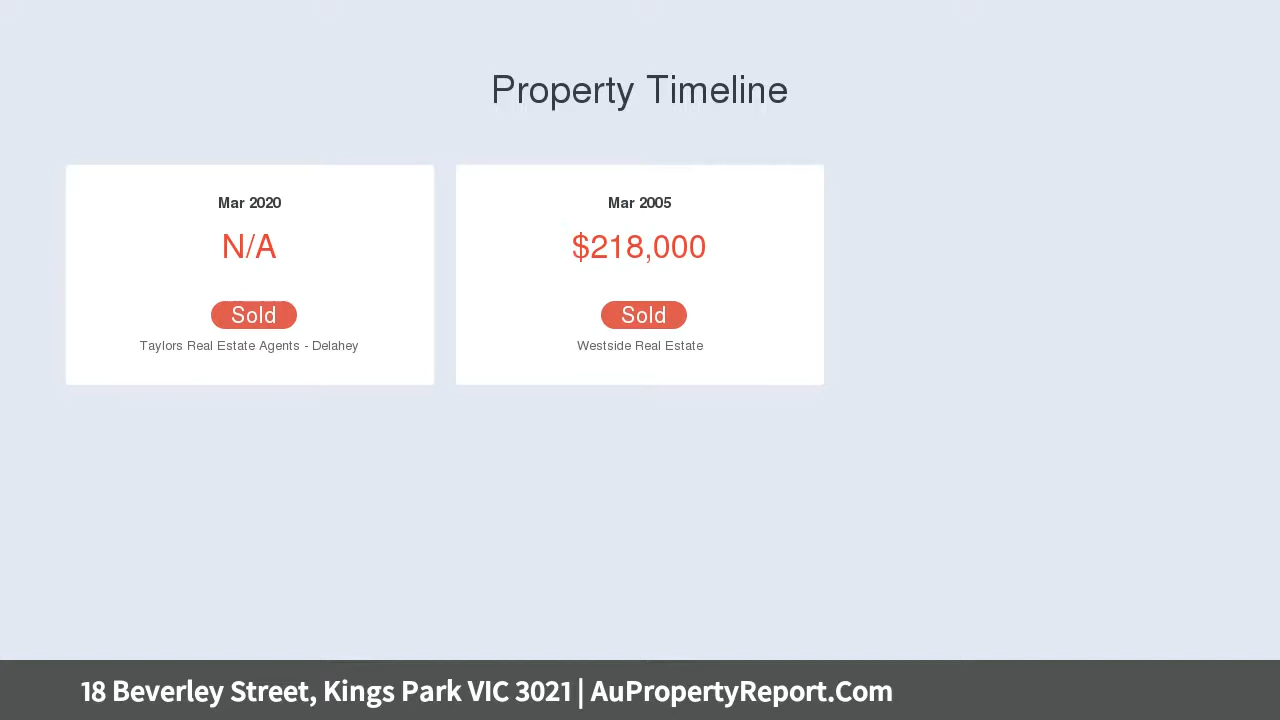 Property Timeline
Mar 2020
N/A
Sold
Taylors Real Estate Agents - Delahey
Mar 2005
$218,000
Sold
Westside Real Estate
18 Beverley Street, Kings Park VIC 3021 | AuPropertyReport.Com